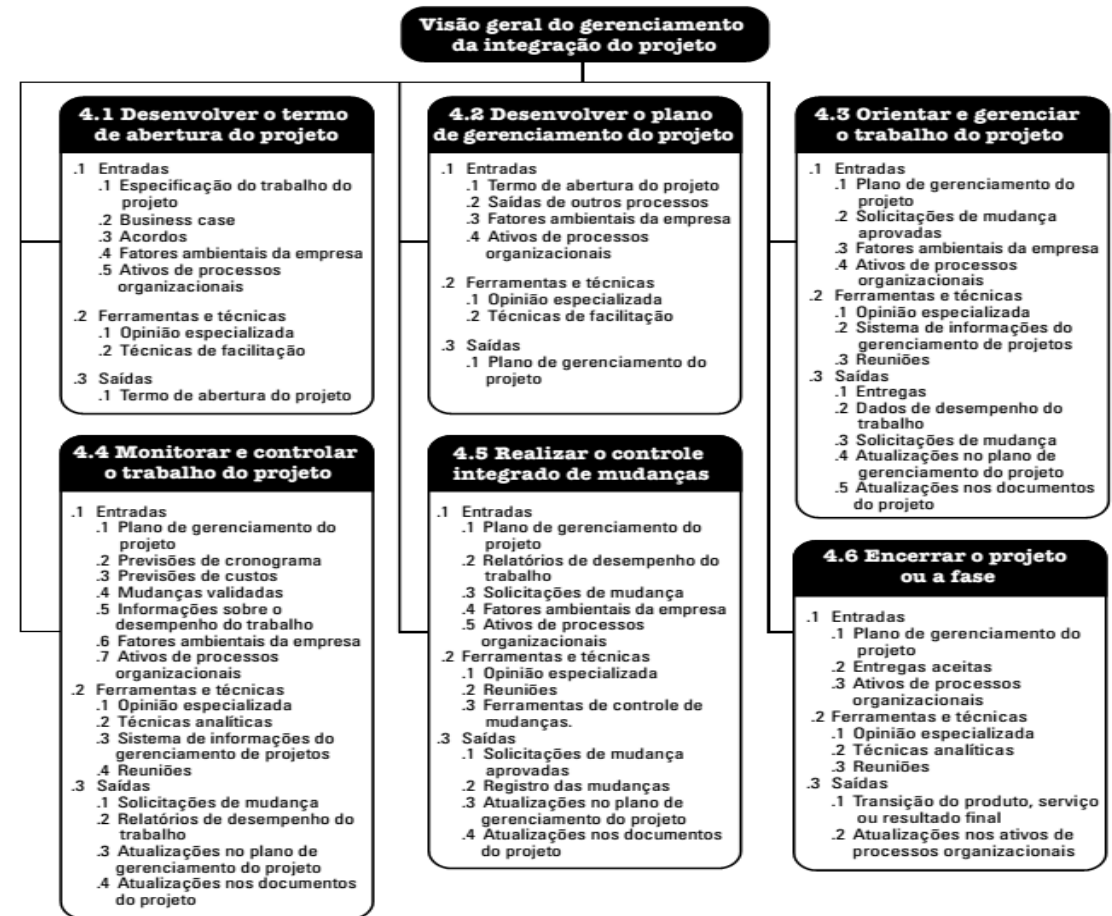 Visão geral do gerenciamento
da integração do projeto
4.1 Desenvolver o termo
de abertura do projeto
.1 Entradas
.1 Especificação do trabalho do
projeto
.2 Business case
.3 Acordos
.4 Fatores ambientais da empresa
.5 Ativos de processos
organizacionais
.2 Ferramentas e técnicas
.1 Opinião especializada
.2 Técnicas de facilitação
.3 Saídas
.1 Termo de abertura do projeto
4.2 Desenvolver o plano
de gerenciamento do projeto
.1 Entradas
.1 Termo de abertura do projeto
.2 Saídas de outros processos
.3 Fatores ambientais da empresa
.4 Ativos de processos
organizacionais
.2 Ferramentas e técnicas
.1 Opinião especializada
.2 Técnicas de facilitação
.3 Saídas
.1 Plano de gerenciamento do
projeto
4.3 Orientar e gerenciar
o trabalho do projeto
.1 Entradas
.1 Plano de gerenciamento do
projeto
.2 Solicitações de mudança
aprovadas
.3 Fatores ambientais da empresa
.4 Ativos de processos
organizacionais
.2 Ferramentas e técnicas
.1 Opinião especializada
.2 Sistema de informações do
gerenciamento de projetos
.3 Reuniões
.3 Saídas
.1 Entregas
.2 Dados de desempenho do
trabalho
.3 Solicitações de mudança
.4 Atualizações no plano de
gerenciamento do projeto
.5 Atualizações nos documentos
do projeto
4.4 Monitorar e controlar
o trabalho do projeto
.1 Entradas
.1 Plano de gerenciamento do
projeto
.2 Previsões de cronograma
.3 Previsões de custos
.4 Mudanças validadas
.5 Informações sobre o
desempenho do trabalho
.6 Fatores ambientais da empresa
.7 Ativos de processos
organizacionais
.2 Ferramentas e técnicas
.1 Opinião especializada
.2 Técnicas analíticas
.3 Sistema de informações do
gerenciamento de projetos
.4 Reuniões
.3 Saídas
.1 Solicitações de mudança
.2 Relatórios de desempenho do
trabalho
.3 Atualizações no plano de
gerenciamento do projeto
.4 Atualizações nos documentos
do projeto
4.5 Realizar o controle
integrado de mudanças
.1 Entradas
.1 Plano de gerenciamento do
projeto
.2 Relatórios de desempenho do
trabalho
.3 Solicitações de mudança
.4 Fatores ambientais da empresa
.5 Ativos de processos
organizacionais
.2 Ferramentas e técnicas
.1 Opinião especializada
.2 Reuniões
.3 Ferramentas de controle de
mudanças.
.3 Saídas
.1 Solicitações de mudança
aprovadas
.2 Registro das mudanças
.3 Atualizações no plano de
gerenciamento do projeto
.4 Atualizações nos documentos
do projeto
4.6 Encerrar o projeto
ou a fase
.1 Entradas
.1 Plano de gerenciamento do
projeto
.2 Entregas aceitas
.3 Ativos de processos
organizacionais
.2 Ferramentas e técnicas
.1 Opinião especializada
.2 Técnicas analíticas
.3 Reuniões
.3 Saídas
.1 Transição do produto, serviço
ou resultado final
.2 Atualizações nos ativos de
processos organizacionais